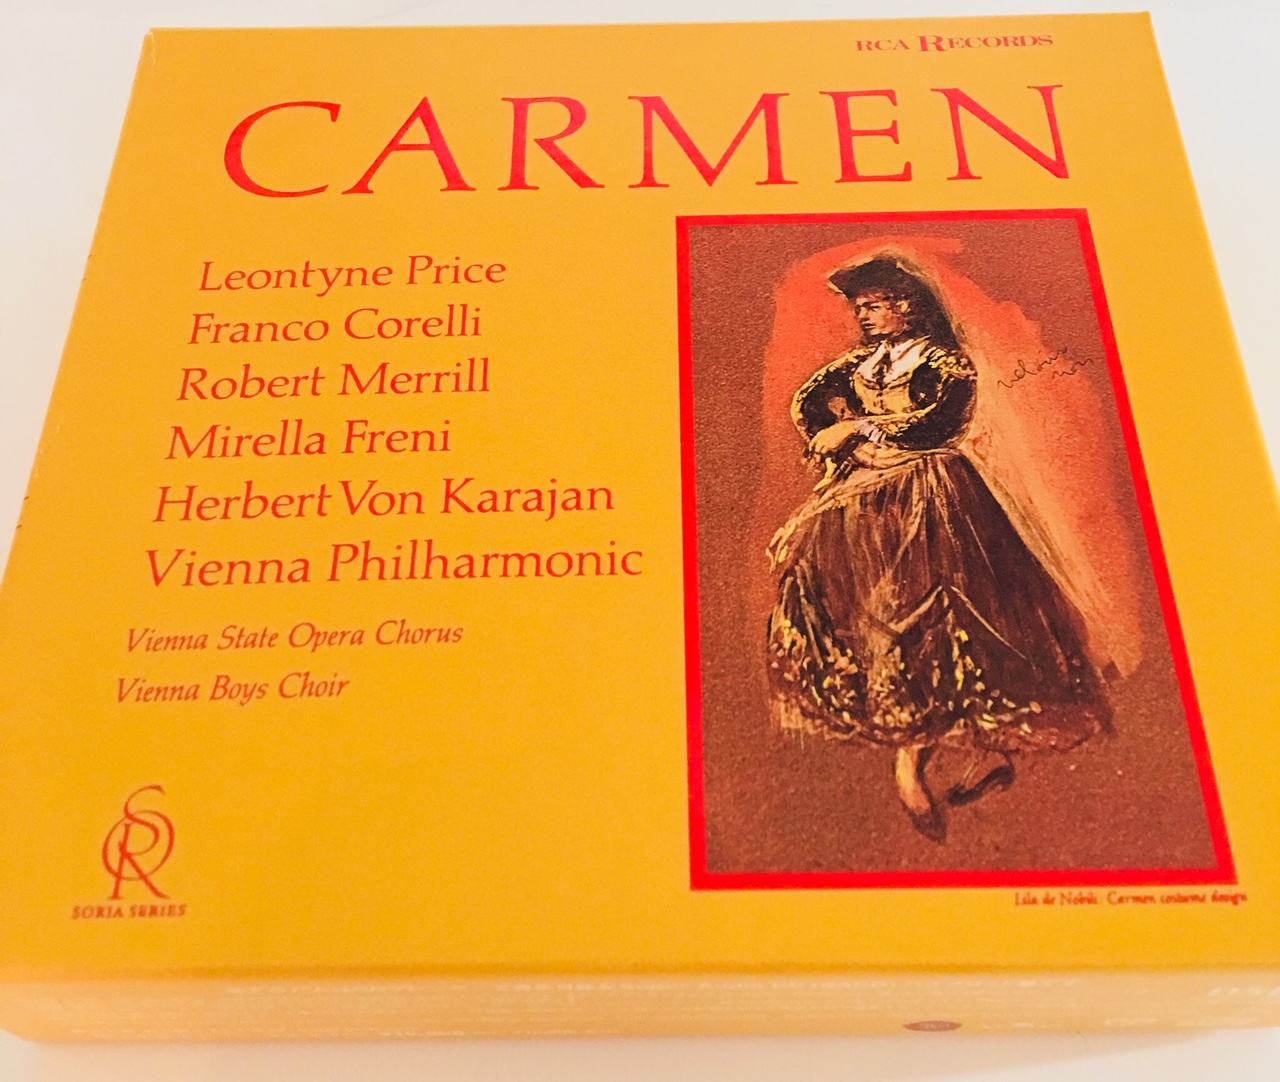 RCA RECORDS
CARMEN
Leontyne Price
Franco Corelli
Robert Merrill
Mirella Freni
Herbert Von Karajan
Vienna Philharmonic
Vienna State Opera Chorus
Vienna Boys Choir
SORIA SERIES
Lila de Nobili: Carmen costume design